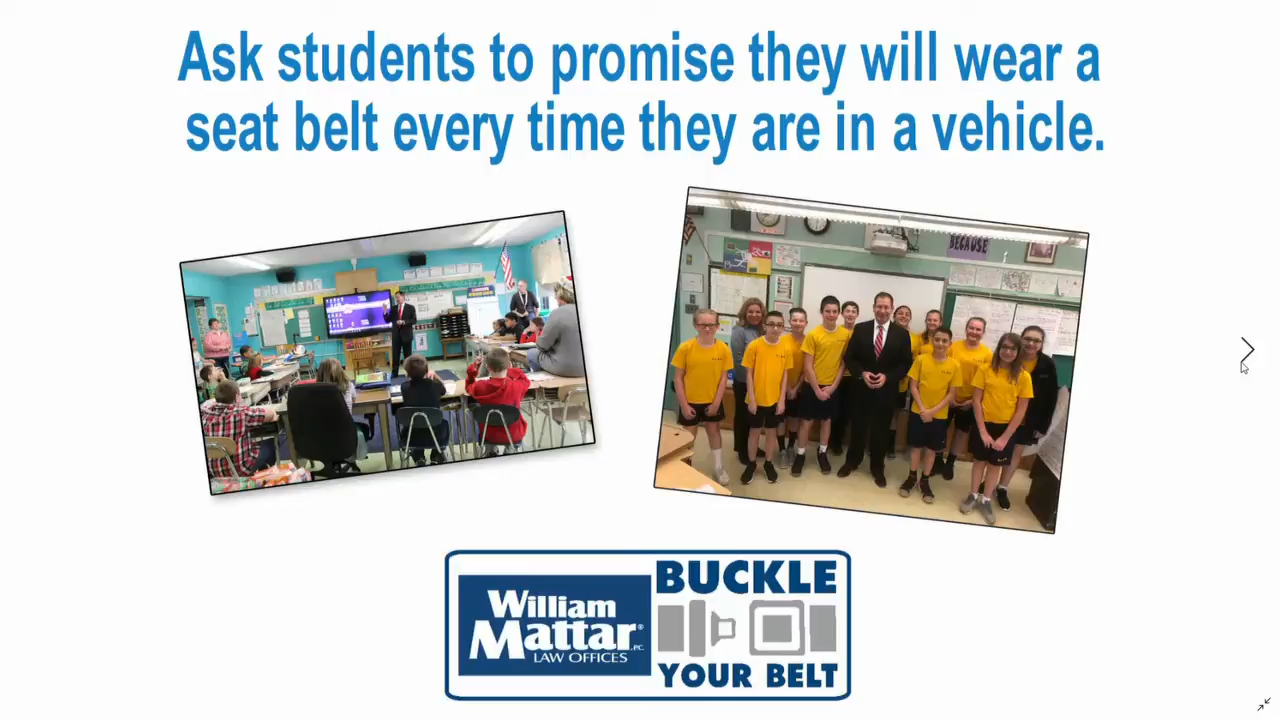 Ask students to promise they will wear a
seat belt every time they are in a vehicle.
BECAUSE
William
Mattar® P.C.
LAW OFFICES
BUCKLE
YOUR BELT